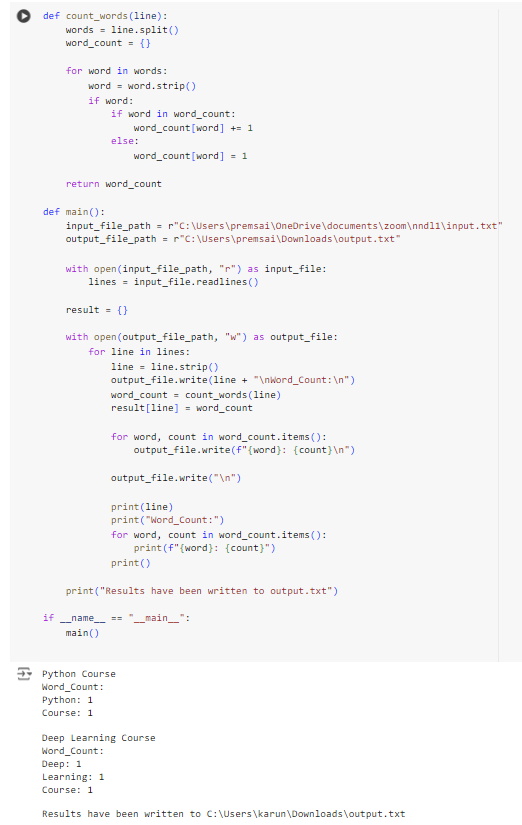 def count_words(line):
    words = line.split()
    word_count = {}

    for word in words:
        word = word.strip()
        if word:
            if word in word_count:
                word_count[word] += 1
            else:
                word_count[word] = 1

    return word_count

def main():
    input_file_path = r"C:\Users\premsai\OneDrive\documents\zoom\nndl1\input.txt"
    output_file_path = r"C:\Users\premsai\Downloads\output.txt"

    with open(input_file_path, "r") as input_file:
        lines = input_file.readlines()

    result = {}

    with open(output_file_path, "w") as output_file:
        for line in lines:
            line = line.strip()
            output_file.write(line + "\nWord_Count:\n")
            word_count = count_words(line)
            result[line] = word_count

            for word, count in word_count.items():
                output_file.write(f"{word}: {count}\n")

            output_file.write("\n")

            print(line)
            print("Word_Count:")
            for word, count in word_count.items():
                print(f"{word}: {count}")
            print()

    print("Results have been written to output.txt")

if __name__ == "__main__":
    main()

Python Course
Word_Count:
Python: 1
Course: 1

Deep Learning Course
Word_Count:
Deep: 1
Learning: 1
Course: 1

Results have been written to C:\Users\karun\Downloads\output.txt